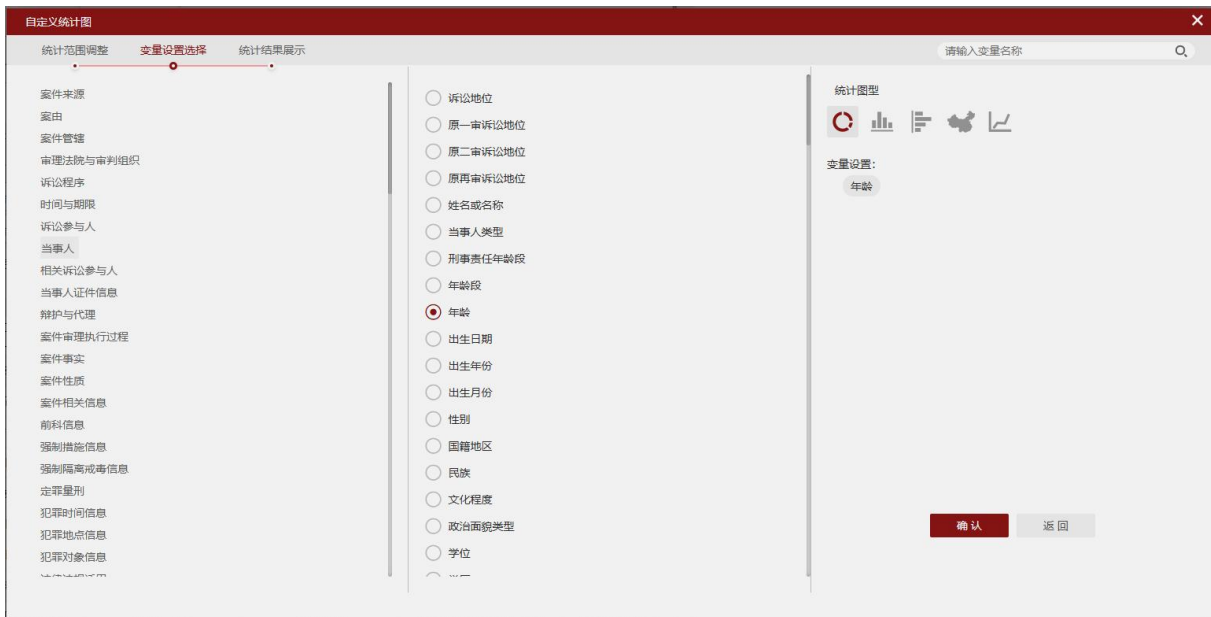 自定义统计图
统计范围调整 变量设置选择 统计结果展示
请输入变量名称
案件来源
案由
案件管辖
审理法院与审判组织
诉讼程序
时间与期限
诉讼参与人
当事人
相关诉讼参与人
当事人证件信息
辩护与代理
案件审理执行过程
案件事实
案件性质
案件相关信息
前科信息
强制措施信息
强制隔离戒毒信息
定罪量刑
犯罪时间信息
犯罪地点信息
犯罪对象信息
诉讼地位
原一审诉讼地位
原二审诉讼地位
原再审诉讼地位
姓名或名称
当事人类型
刑事责任年龄段
年龄段
年龄
出生日期
出生年份
出生月份
性别
国籍地区
民族
文化程度
政治面貌类型
学位
统计图型
变量设置:
年龄
确认 返回